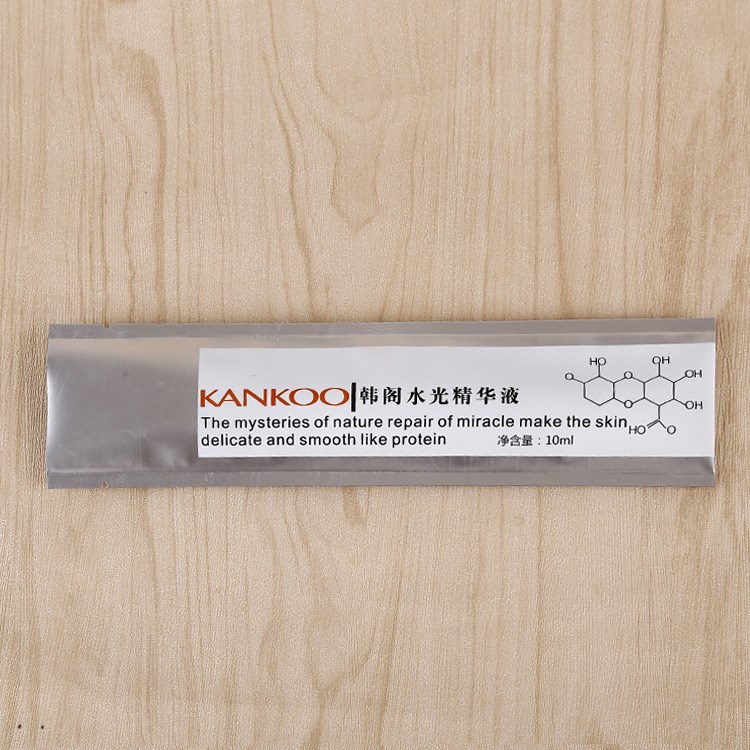 KANKOO|韩阁水光精华液
The mysteries of nature repair of miracle make the skin
delicate and smooth like protein 净含量：10ml
HO OH
O O OH
O OH
HO O